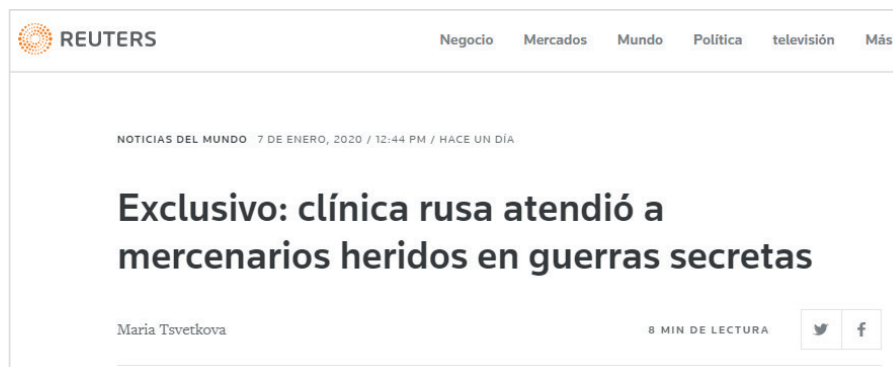 REUTERS Negocio Mercados Mundo Política televisión Más
NOTICIAS DEL MUNDO 7 DE ENERO, 2020 / 12:44 PM / HACE UN DÍA
Exclusivo: clínica rusa atendió a
mercenarios heridos en guerras secretas
Maria Tsvetkova 8 MIN DE LECTURA